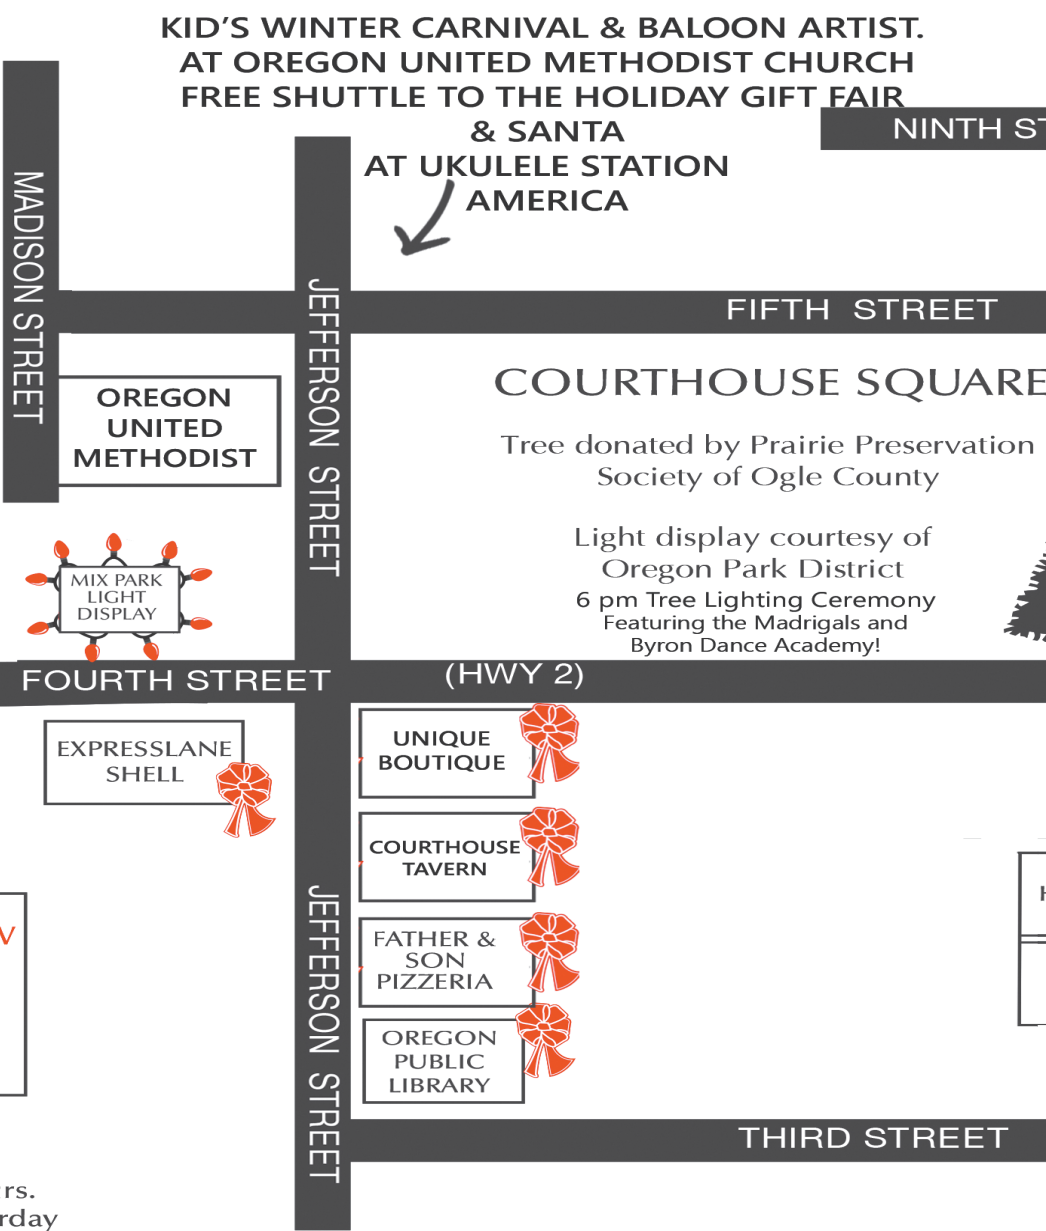 KID'S WINTER CARNIVAL & BALOON ARTIST.
AT OREGON UNITED METHODIST CHURCH
FREE SHUTTLE TO THE HOLIDAY GIFT FAIR
& SANTA
AT UKULELE STATION
AMERICA
NINTH
MADISON STREET
JEFFERSON STREET
FIFTH STREET
OREGON
UNITED
METHODIST
COURTHOUSE SQUARE
Tree donated by Prairie Preservation
Society of Ogle County
Light display courtesy of
Oregon Park District
6 pm Tree Lighting Ceremony
Featuring the Madrigals and
Byron Dance Academy!
MIX PARK
LIGHT
DISPLAY
FOURTH STREET
(HWY 2)
EXPRESSLANE
SHELL
UNIQUE
BOUTIQUE
COURTHOUSE
TAVERN
FATHER &
SON
PIZZERIA
OREGON
PUBLIC
LIBRARY
JEFFERSON STREET
THIRD STREET